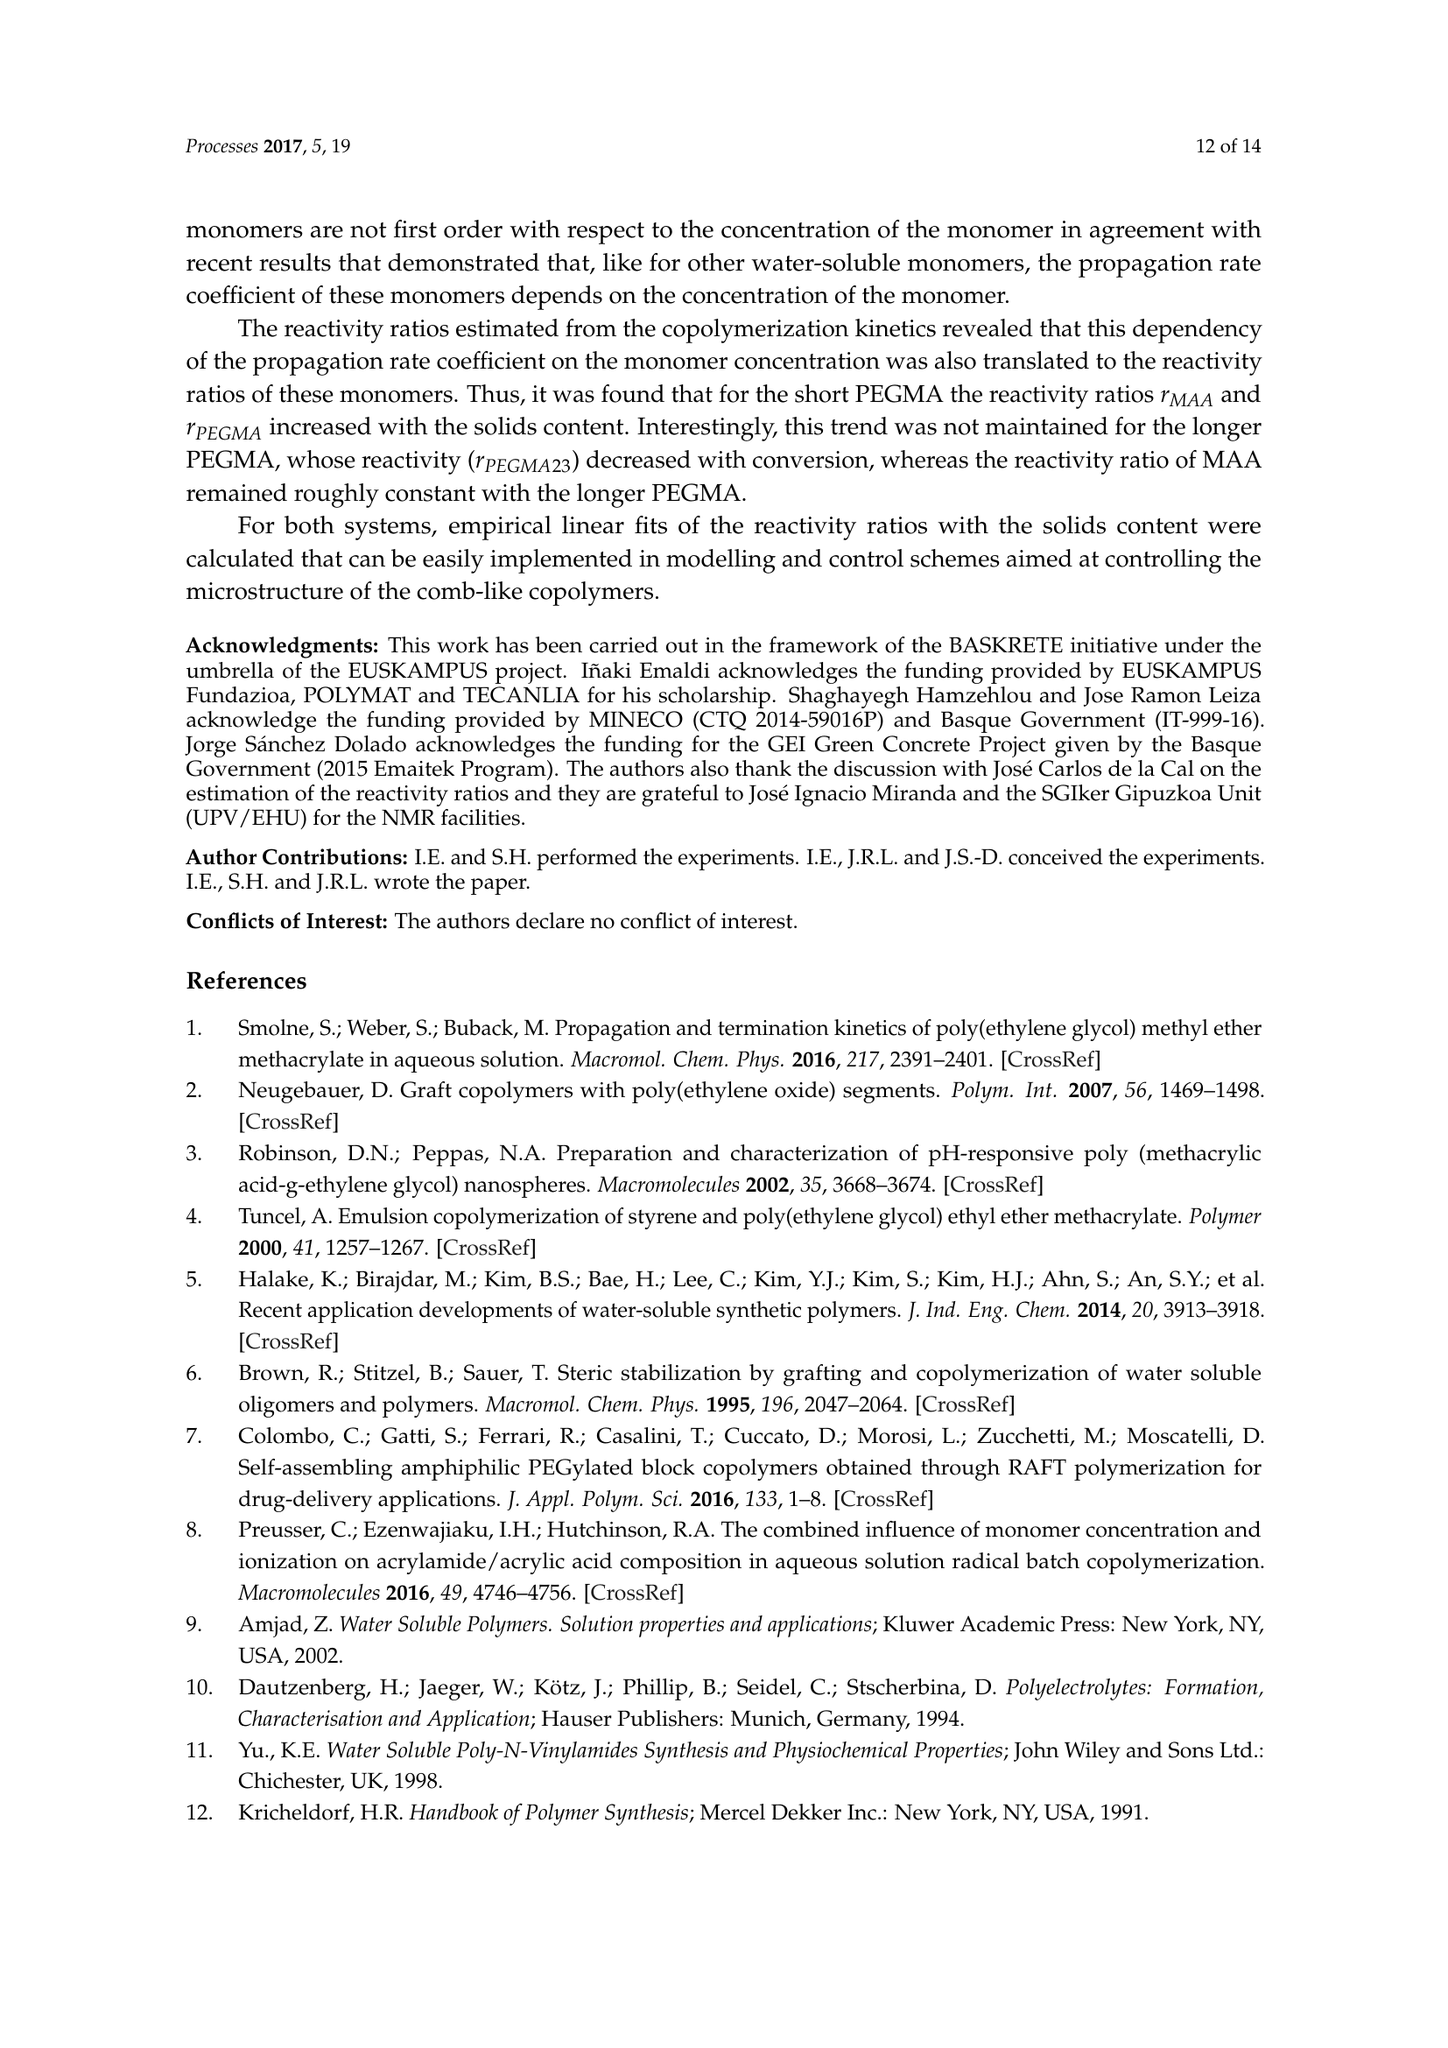 Processes 2017, 5, 19
12 of 14
monomers are not first order with respect to the concentration of the monomer in agreement with
recent results that demonstrated that, like for other water-soluble monomers, the propagation rate
coefficient of these monomers depends on the concentration of the monomer.
The reactivity ratios estimated from the copolymerization kinetics revealed that this dependency
of the propagation rate coefficient on the monomer concentration was also translated to the reactivity
ratios of these monomers. Thus, it was found that for the short PEGMA the reactivity ratios rMAA and
rPEGMA increased with the solids content. Interestingly, this trend was not maintained for the longer
PEGMA, whose reactivity (rPEGMA23) decreased with conversion, whereas the reactivity ratio of MAA
remained roughly constant with the longer PEGMA.
For both systems, empirical linear fits of the reactivity ratios with the solids content were
calculated that can be easily implemented in modelling and control schemes aimed at controlling the
microstructure of the comb-like copolymers.
Acknowledgments: This work has been carried out in the framework of the BASKRETE initiative under the
umbrella of the EUSKAMPUS project. Iñaki Emaldi acknowledges the funding provided by EUSKAMPUS
Fundazioa, POLYMAT and TECANLIA for his scholarship. Shaghayegh Hamzehlou and Jose Ramon Leiza
acknowledge the funding provided by MINECO (CTQ 2014-59016P) and Basque Government (IT-999-16).
Jorge Sánchez Dolado acknowledges the funding for the GEI Green Concrete Project given by the Basque
Government (2015 Emaitek Program). The authors also thank the discussion with José Carlos de la Cal on the
estimation of the reactivity ratios and they are grateful to José Ignacio Miranda and the SGIker Gipuzkoa Unit
(UPV/EHU) for the NMR facilities.
Author Contributions: I.E. and S.H. performed the experiments. I.E., J.R.L. and J.S.-D. conceived the experiments.
I.E., S.H. and J.R.L. wrote the paper.
Conflicts of Interest: The authors declare no conflict of interest.
References
1. Smolne, S.; Weber, S.; Buback, M. Propagation and termination kinetics of poly(ethylene glycol) methyl ether
methacrylate in aqueous solution. Macromol. Chem. Phys. 2016, 217, 2391–2401. [CrossRef]
2. Neugebauer, D. Graft copolymers with poly(ethylene oxide) segments. Polym. Int. 2007, 56, 1469–1498.
[CrossRef]
3. Robinson, D.N.; Peppas, N.A. Preparation and characterization of pH-responsive poly (methacrylic
acid-g-ethylene glycol) nanospheres. Macromolecules 2002, 35, 3668–3674. [CrossRef]
4. Tuncel, A. Emulsion copolymerization of styrene and poly(ethylene glycol) ethyl ether methacrylate. Polymer
2000, 41, 1257–1267. [CrossRef]
5. Halake, K.; Birajdar, M.; Kim, B.S.; Bae, H.; Lee, C.; Kim, Y.J.; Kim, S.; Kim, H.J.; Ahn, S.; An, S.Y.; et al.
Recent application developments of water-soluble synthetic polymers. J. Ind. Eng. Chem. 2014, 20, 3913–3918.
[CrossRef]
6. Brown, R.; Stitzel, B.; Sauer, T. Steric stabilization by grafting and copolymerization of water soluble
oligomers and polymers. Macromol. Chem. Phys. 1995, 196, 2047–2064. [CrossRef]
7. Colombo, C.; Gatti, S.; Ferrari, R.; Casalini, T.; Cuccato, D.; Morosi, L.; Zucchetti, M.; Moscatelli, D.
Self-assembling amphiphilic PEGylated block copolymers obtained through RAFT polymerization for
drug-delivery applications. J. Appl. Polym. Sci. 2016, 133, 1–8. [CrossRef]
8. Preusser, C.; Ezenwajiaku, I.H.; Hutchinson, R.A. The combined influence of monomer concentration and
ionization on acrylamide/acrylic acid composition in aqueous solution radical batch copolymerization.
Macromolecules 2016, 49, 4746–4756. [CrossRef]
9. Amjad, Z. Water Soluble Polymers. Solution properties and applications; Kluwer Academic Press: New York, NY,
USA, 2002.
10. Dautzenberg, H.; Jaeger, W.; Kötz, J.; Phillip, B.; Seidel, C.; Stscherbina, D. Polyelectrolytes: Formation,
Characterisation and Application; Hauser Publishers: Munich, Germany, 1994.
11. Yu., K.E. Water Soluble Poly-N-Vinylamides Synthesis and Physiochemical Properties; John Wiley and Sons Ltd.:
Chichester, UK, 1998.
12. Kricheldorf, H.R. Handbook of Polymer Synthesis; Mercel Dekker Inc.: New York, NY, USA, 1991.